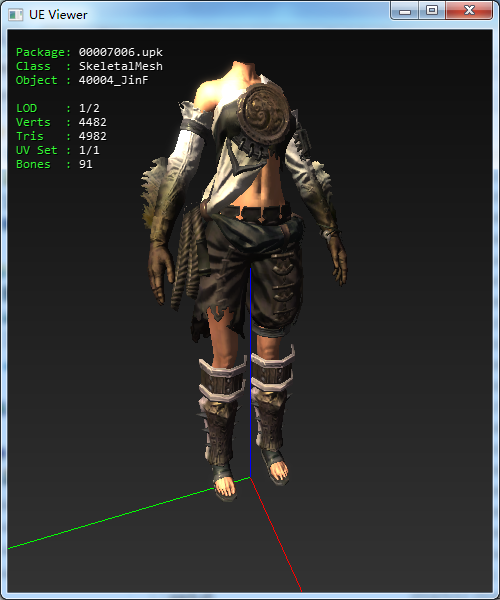 UE Viewer
Package: 00007006.upk
Class  : SkeletalMesh
Object : 40004_JinF
LOD    : 1/2
Verts  : 4482
Tris   : 4982
UV Set : 1/1
Bones  : 91